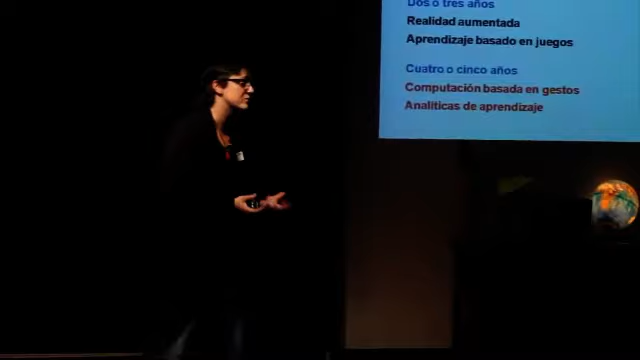 Dos o tres años
Realidad aumentada
Aprendizaje basado en juegos
Cuatro o cinco años
Computación basada en gestos
Analíticas de aprendizaje